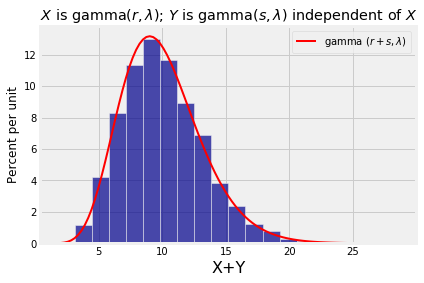 X is gamma(r, λ); Y is gamma(s, λ) independent of X
gamma (r + s, λ)
Percent per unit
12
10
8
6
4
2
0
5 10 15 20 25
X+Y